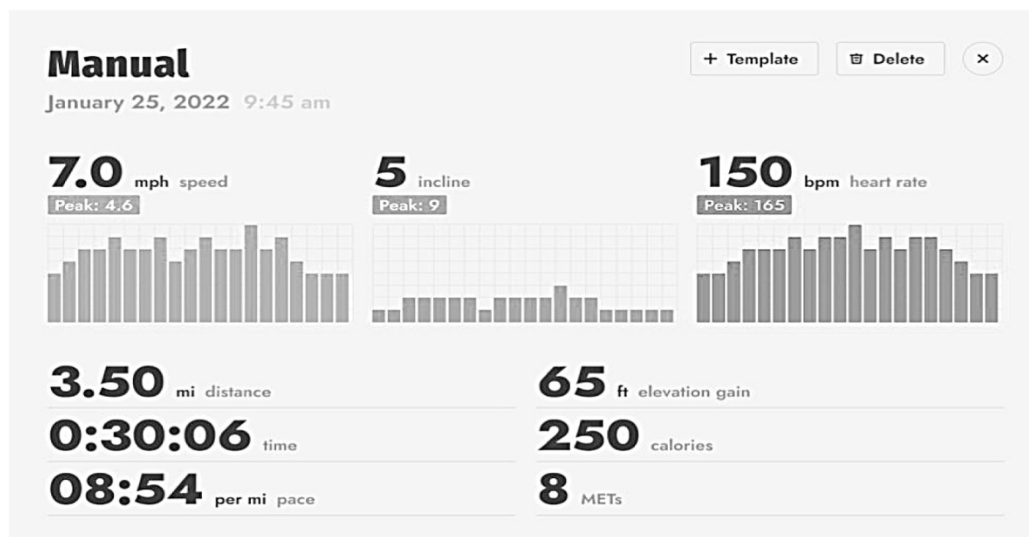 Manual
+ Template
Delete
×
January 25, 2022 9:45 am
7.0 mph speed
Peak: 4.6
5 incline
Peak: 9
150 bpm heart rate
Peak: 165
3.50 mi distance
65 ft elevation gain
0:30:06 time
250 calories
08:54 per mi pace
8 METs